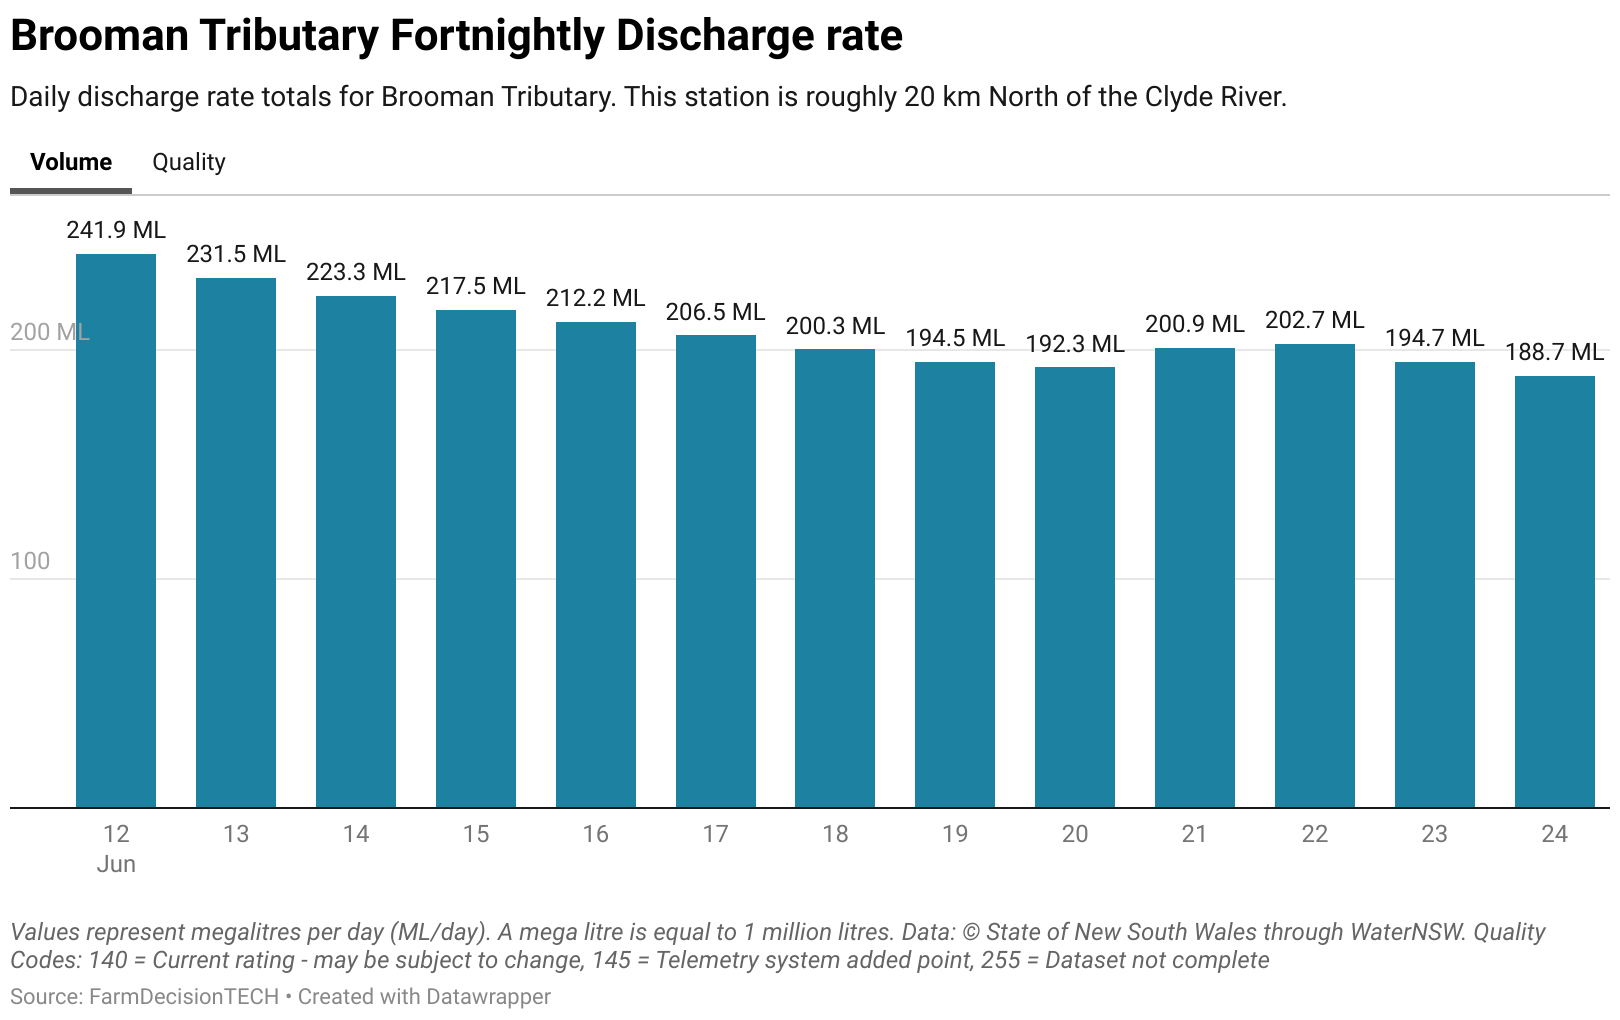 Brooman Tributary Fortnightly Discharge rate
Daily discharge rate totals for Brooman Tributary. This station is roughly 20 km North of the Clyde River.
Volume Quality
241.9 ML
231.5 ML
223.3 ML
217.5 ML
212.2 ML
206.5 ML
200.3 ML
194.5 ML
192.3 ML
200.9 ML
202.7 ML
194.7 ML
188.7 ML
200 ML
100
12 13 14 15 16 17 18 19 20 21 22 23 24
Jun
Values represent megalitres per day (ML/day). A mega litre is equal to 1 million litres. Data: © State of New South Wales through WaterNSW. Quality
Codes: 140 = Current rating - may be subject to change, 145 = Telemetry system added point, 255 = Dataset not complete
Source: FarmDecisionTECH • Created with Datawrapper